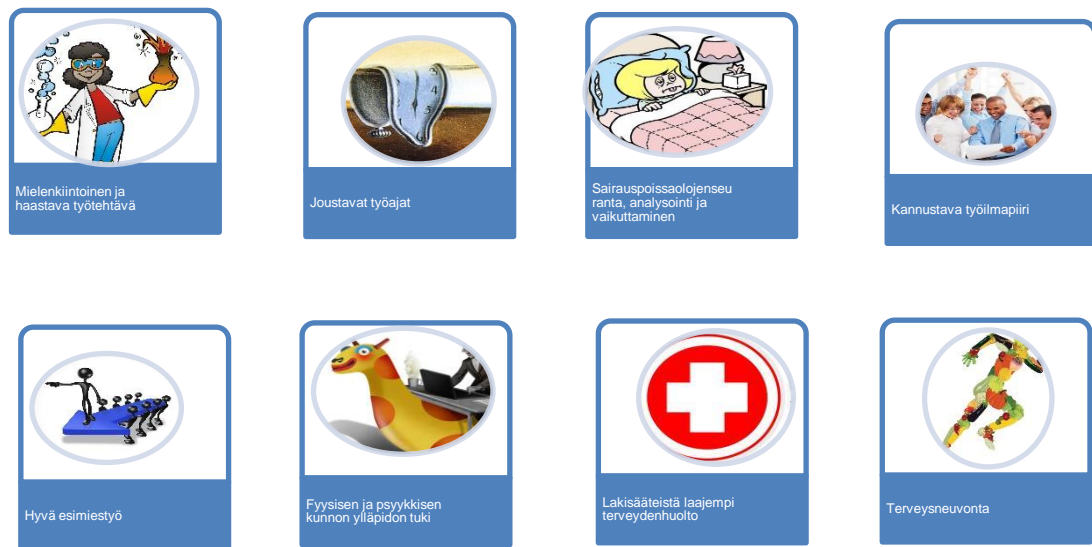 Mielenkiintoinen ja
haastava työtehtävä
Joustavat työajat
Sairauspoissaolojenseu
ranta, analysointi ja
vaikuttaminen
Kannustava työilmapiiri
Hyvä esimiestyö
Fyysisen ja psyykkisen
kunnon ylläpidon tuki
Lakisääteistä laajempi
terveydenhuolto
Terveysneuvonta